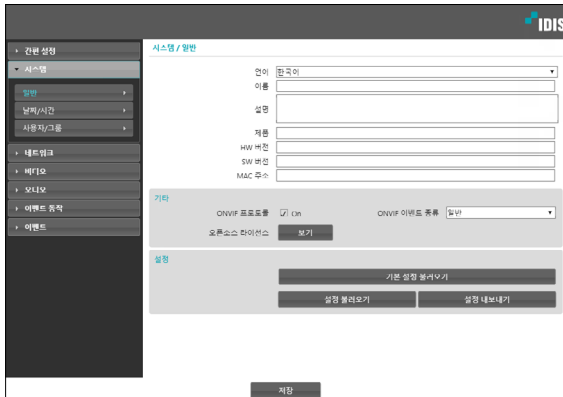 IDIS
간편 설정
시스템
일반
날짜/시간
사용자/그룹
네트워크
비디오
오디오
이벤트 동작
이벤트
시스템 / 일반
언어 한국어
이름
설명
제품
HW 버전
SW 버전
MAC 주소
기타
ONVIF 프로토콜 On ONVIF 이벤트 종류 일반
오픈소스 라이선스 보기
설정
기본 설정 불러오기
설정 불러오기 설정 내보내기
저장